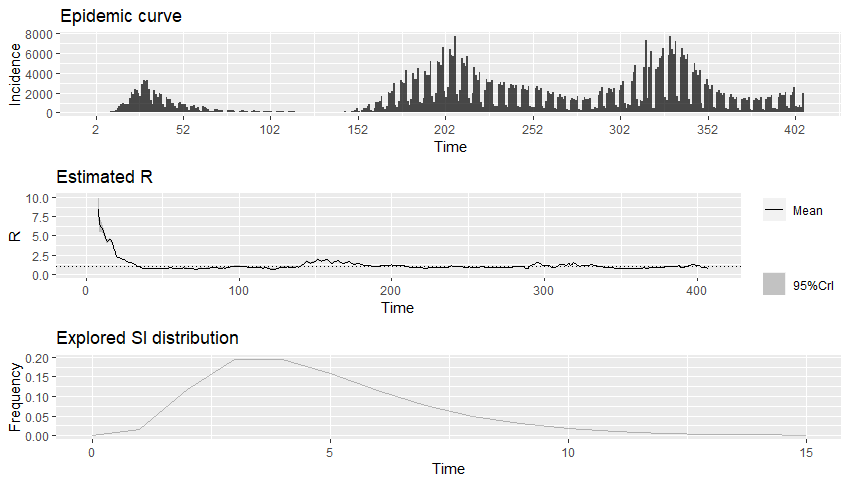 Epidemic curve
8000
6000
4000
2000
0
Incidence
2 52 102 152 202 252 302 352 402
Time
Estimated R
10.0
7.5
5.0
2.5
0.0
R
0 100 200 300 400
Time
Mean
95%CrI
Explored SI distribution
0.20
0.15
0.10
0.05
0.00
Frequency
0 5 10 15
Time